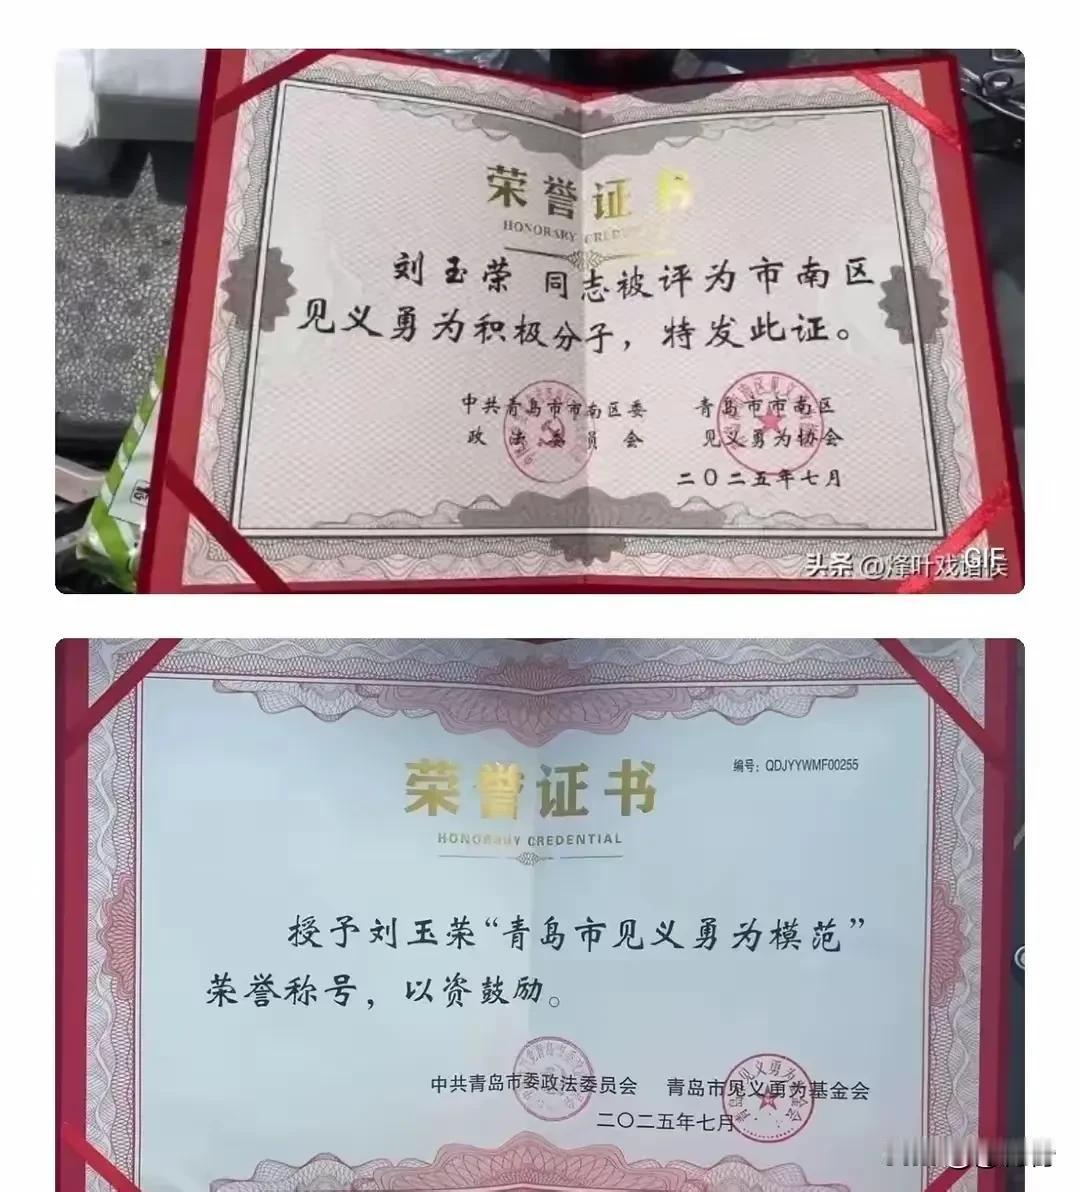 荣誉证书
HONORARY CREDENTIAL
刘玉荣 同志被评为市南区
见义勇为积极分子，特发此证。
中共青岛市市南区委
政法委员会
青岛市市南区
见义勇为协会
二〇二五年七月
头条 @烽叶戏诸侯
GIF
编号：QDJYYWMF00255
荣誉证书
HONORARY CREDENTIAL
授予刘玉荣“青岛市见义勇为模范”
荣誉称号，以资鼓励。
中共青岛市委政法委员会 青岛市见义勇为基金会
二〇二五年七月